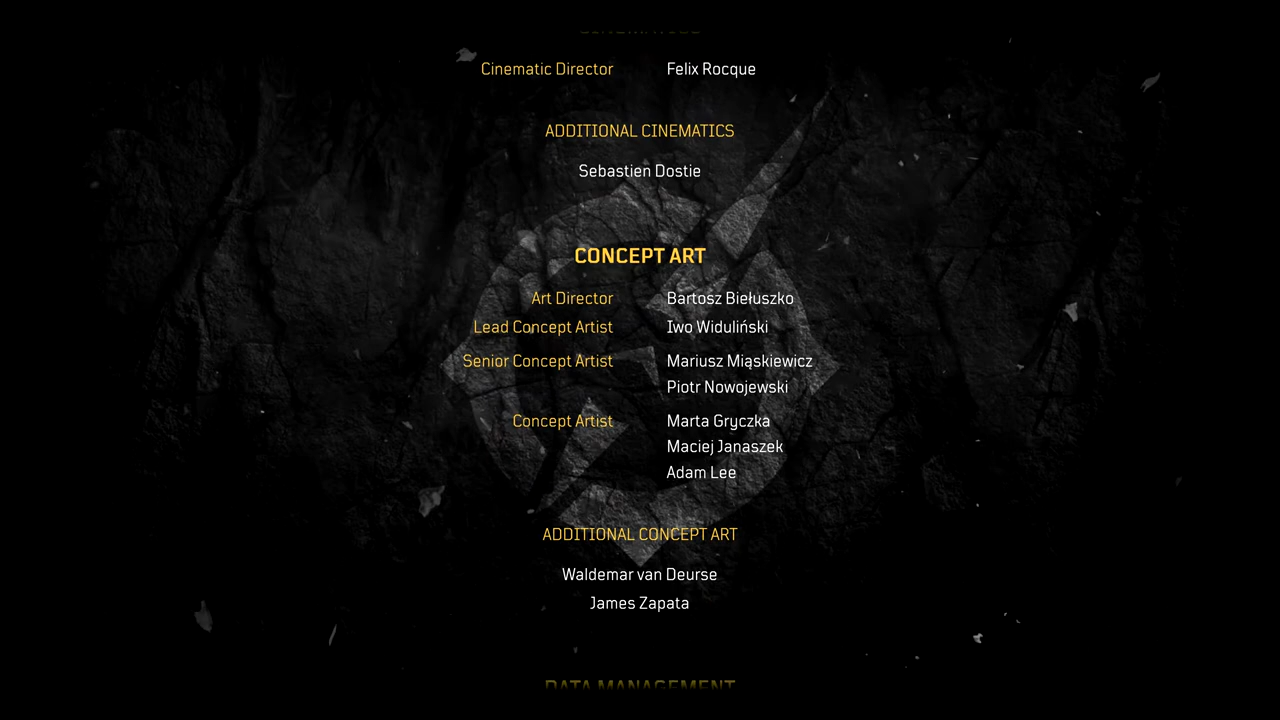 Cinematic Director Felix Rocque
ADDITIONAL CINEMATICS
Sebastien Dostie
CONCEPT ART
Art Director Bartosz Biełuszko
Lead Concept Artist Iwo Widuliński
Senior Concept Artist Mariusz Miąskiewicz
Piotr Nowojewski
Concept Artist Marta Gryczka
Maciej Janaszek
Adam Lee
ADDITIONAL CONCEPT ART
Waldemar van Deurse
James Zapata
DATA MANAGEMENT